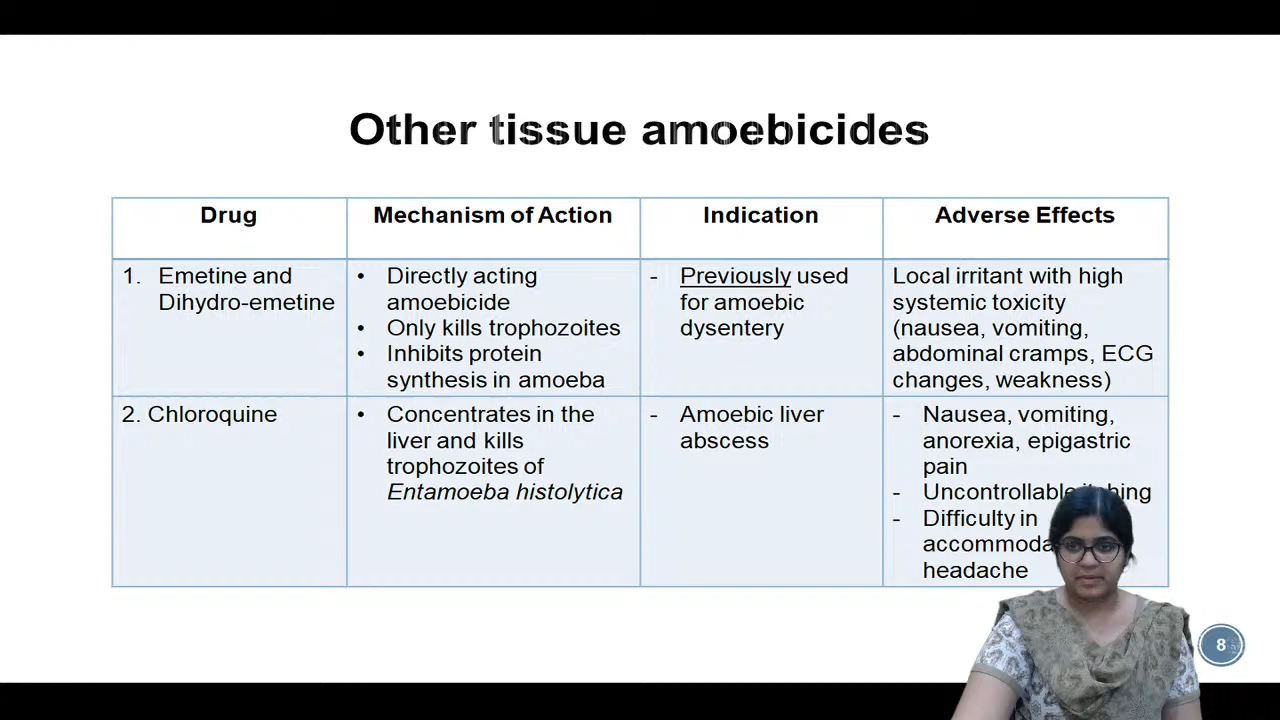 Other tissue amoebicides
Drug
Mechanism of Action
Indication
Adverse Effects
1. Emetine and
Dihydro-emetine
• Directly acting
amoebicide
• Only kills trophozoites
• Inhibits protein
synthesis in amoeba
- Previously used
for amoebic
dysentery
Local irritant with high
systemic toxicity
(nausea, vomiting,
abdominal cramps, ECG
changes, weakness)
2. Chloroquine
• Concentrates in the
liver and kills
trophozoites of
Entamoeba histolytica
- Amoebic liver
abscess
- Nausea, vomiting,
anorexia, epigastric
pain
- Uncontrollable itching
- Difficulty in
headache
8